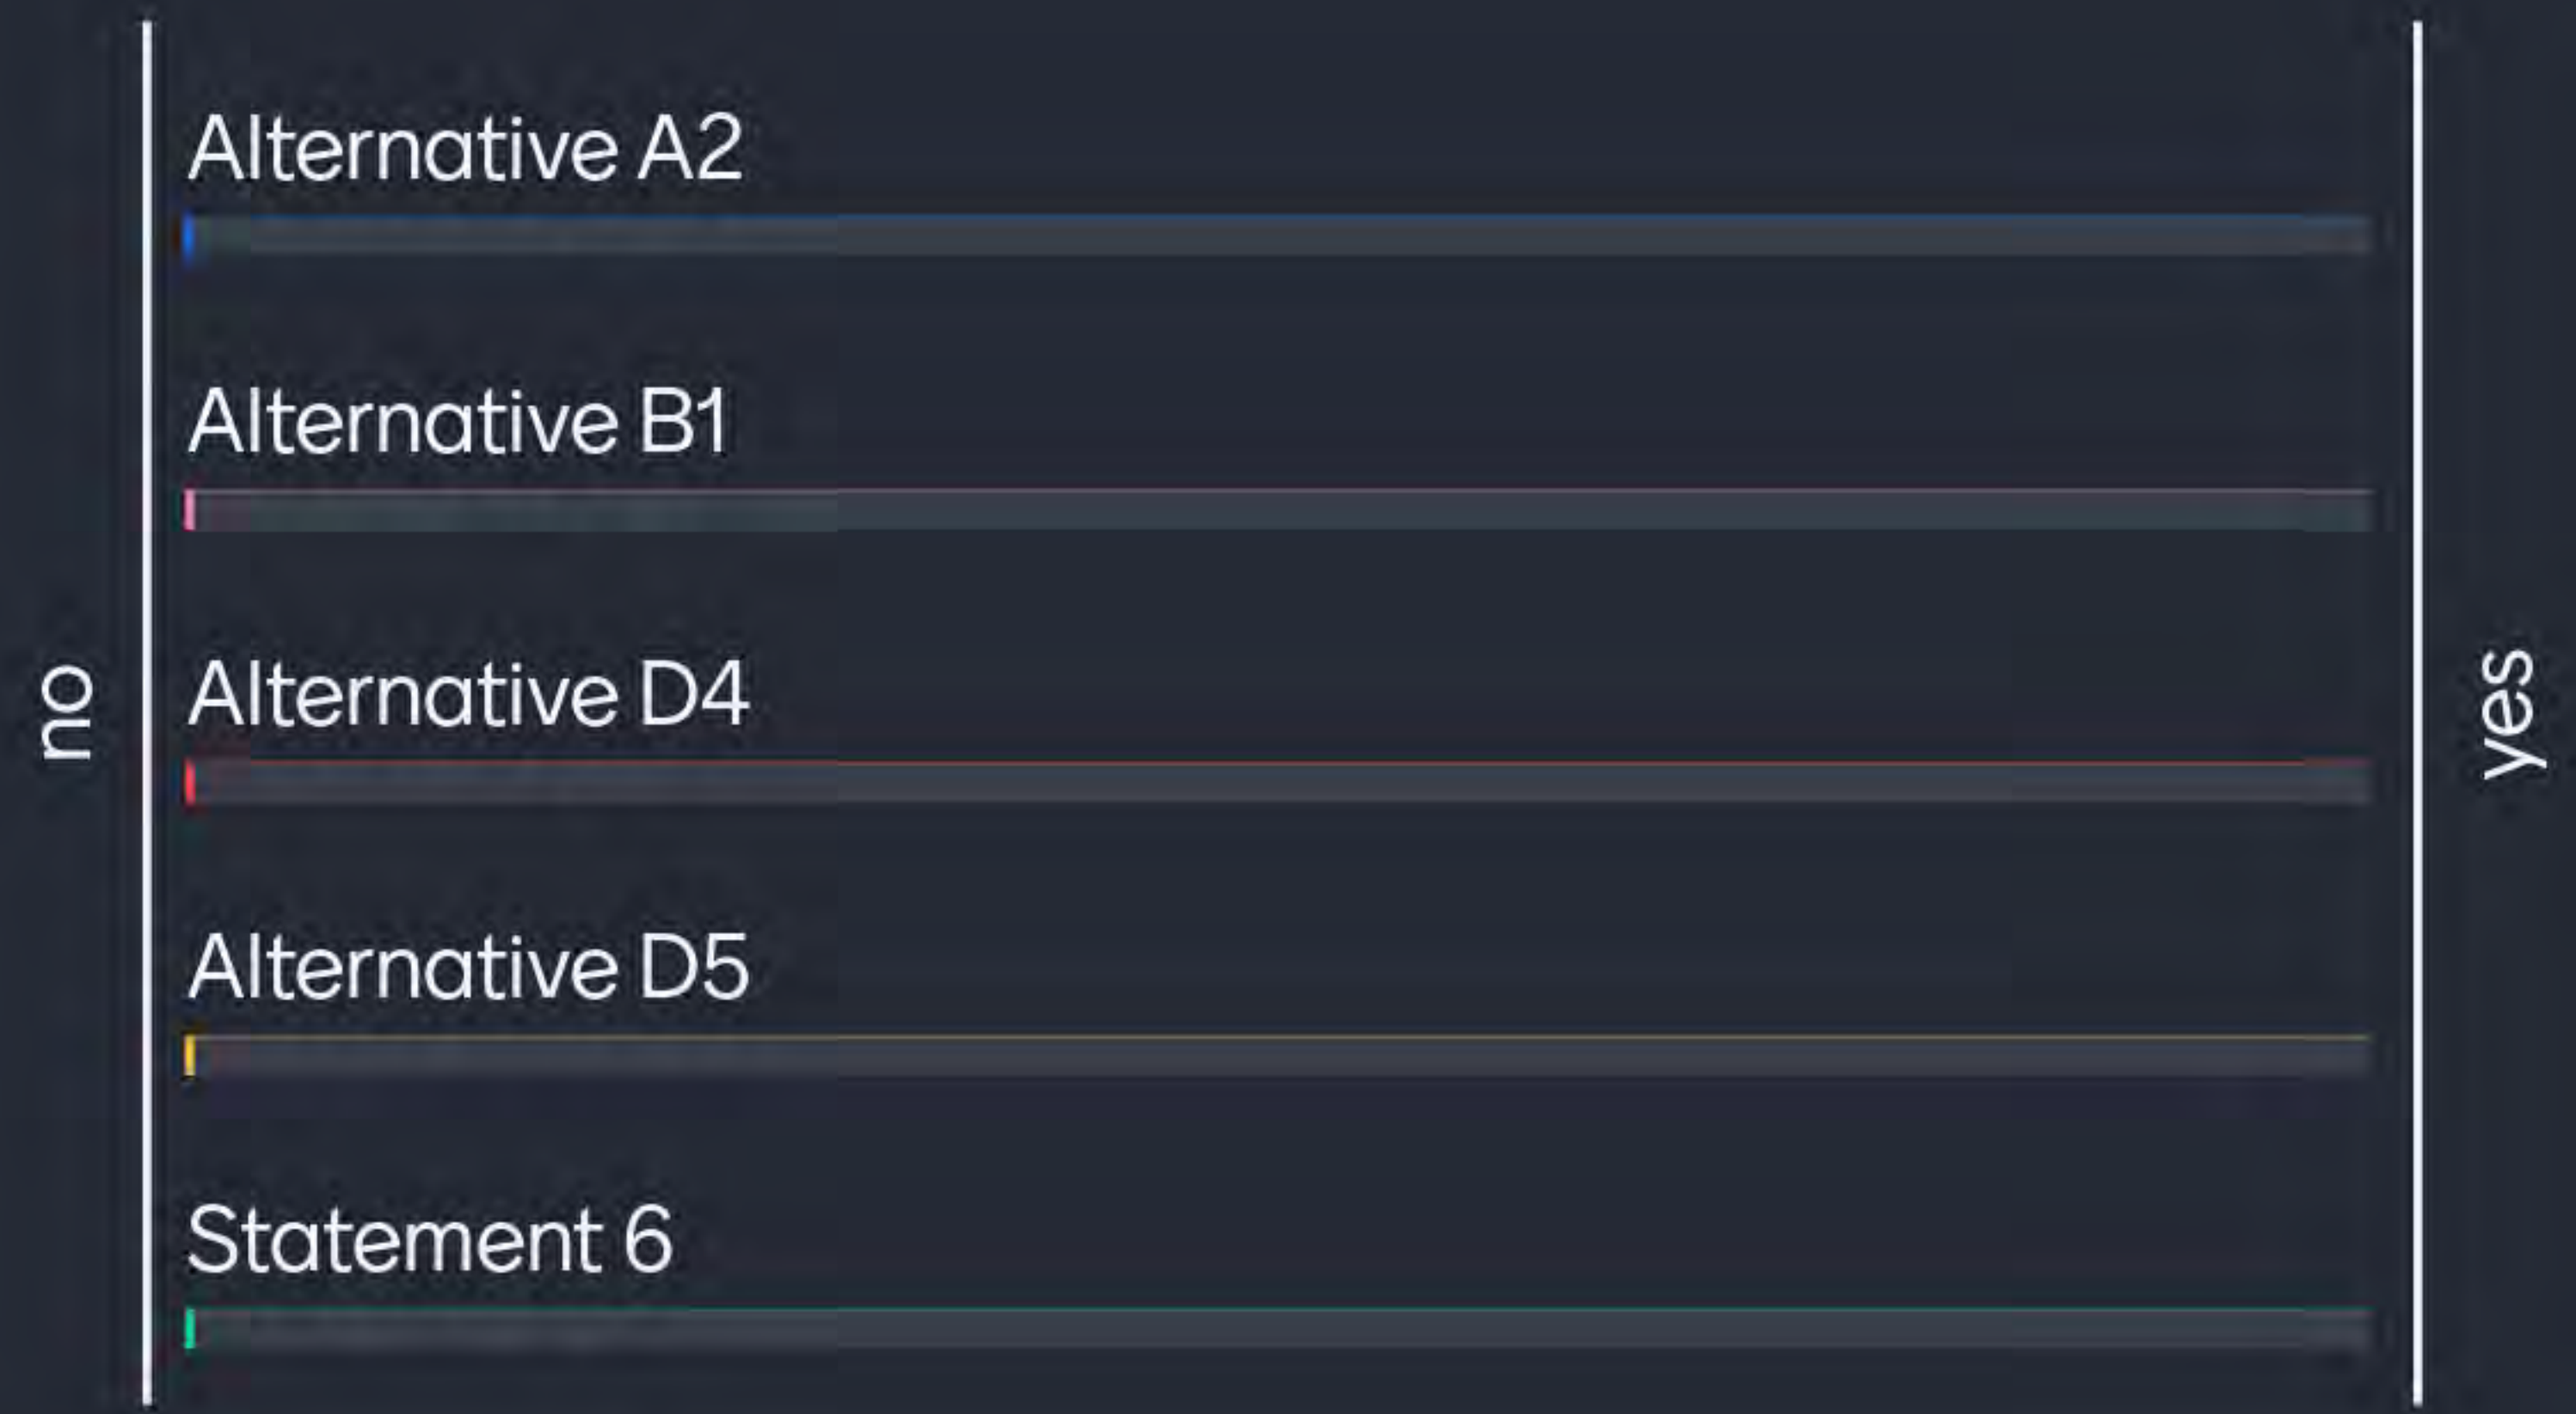 Alternative A2
Alternative B1
Alternative D4
no
yes
Alternative D5
Statement 6